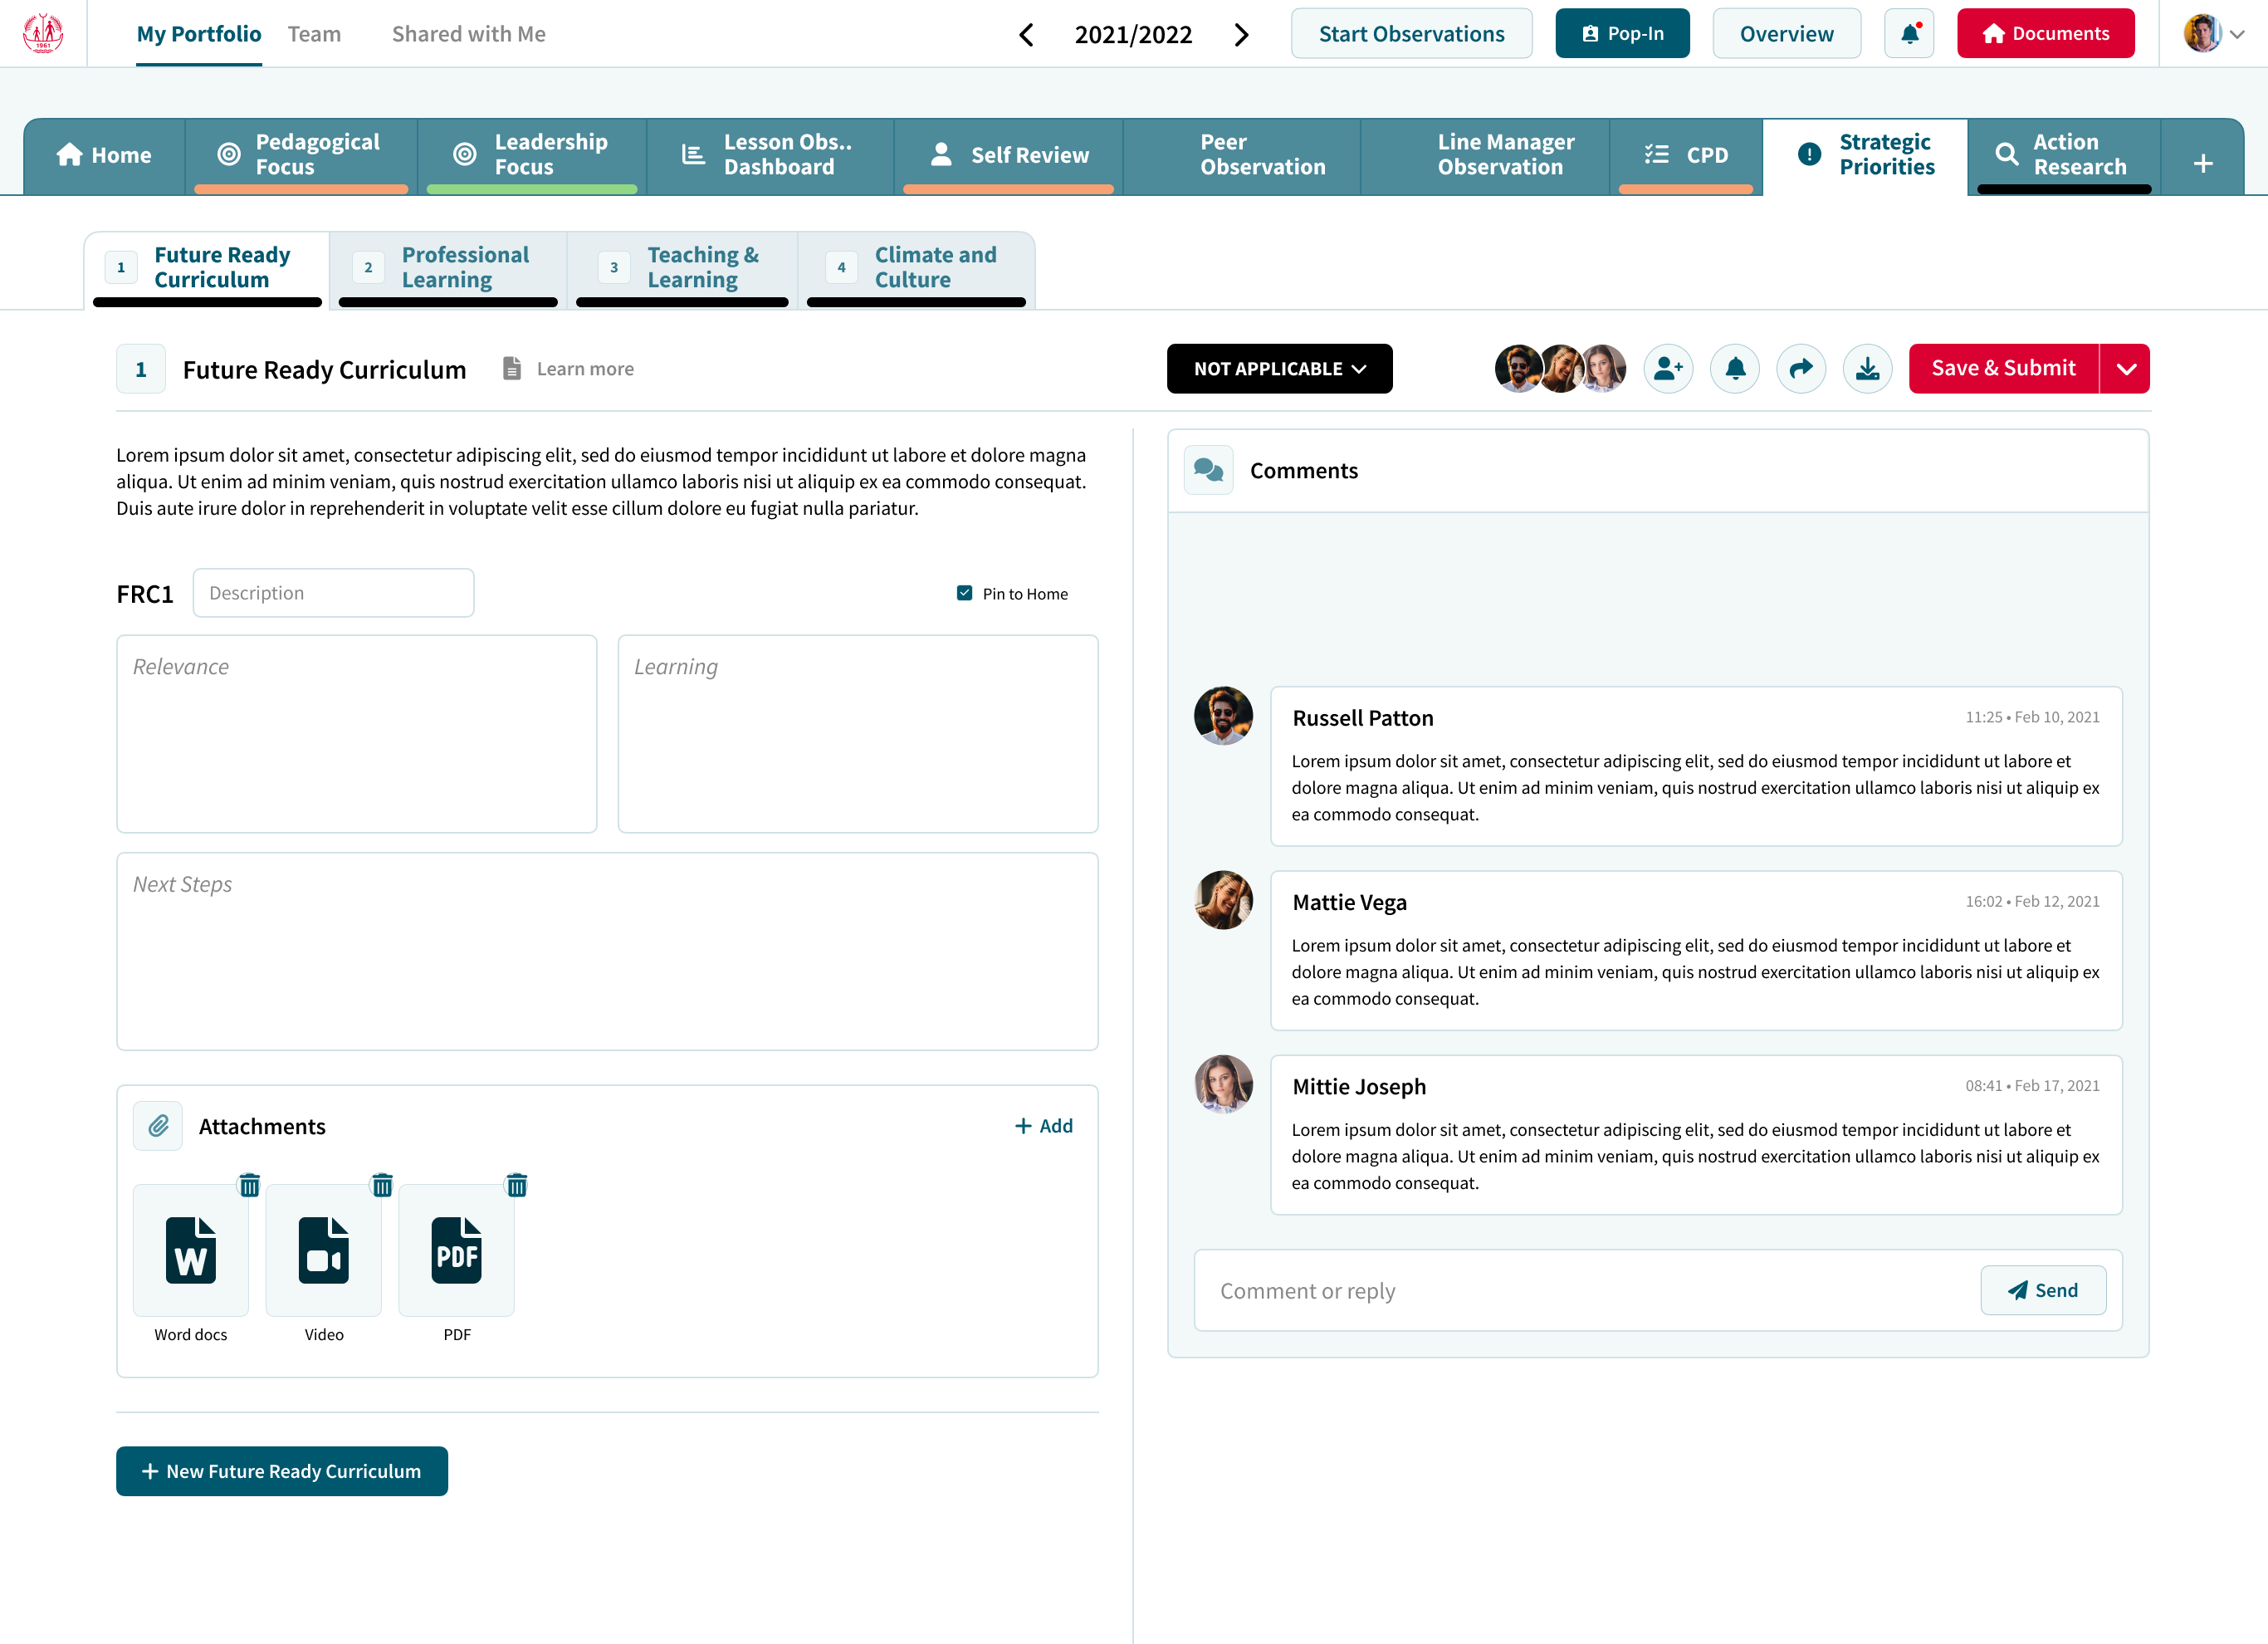 1961
My Portfolio
Team
Shared with Me
2021/2022
Start Observations
Pop-In
Overview
Documents
Home
Pedagogical
Focus
Leadership
Focus
Lesson Obs..
Dashboard
Self Review
Peer
Observation
Line Manager
Observation
CPD
Strategic
Priorities
Action
Research
1
Future Ready
Curriculum
2
Professional
Learning
3
Teaching &
Learning
4
Climate and
Culture
1
Future Ready Curriculum
Learn more
NOT APPLICABLE
Save & Submit
Lorem ipsum dolor sit amet, consectetur adipiscing elit, sed do eiusmod tempor incididunt ut labore et dolore magna
aliqua. Ut enim ad minim veniam, quis nostrud exercitation ullamco laboris nisi ut aliquip ex ea commodo consequat.
Duis aute irure dolor in reprehenderit in voluptate velit esse cillum dolore eu fugiat nulla pariatur.
FRC1
Description
Pin to Home
Relevance
Learning
Next Steps
Attachments
Add
W
PDF
Word docs
Video
PDF
New Future Ready Curriculum
Comments
Russell Patton
11:25 • Feb 10, 2021
Lorem ipsum dolor sit amet, consectetur adipiscing elit, sed do eiusmod tempor incididunt ut labore et
dolore magna aliqua. Ut enim ad minim veniam, quis nostrud exercitation ullamco laboris nisi ut aliquip ex
ea commodo consequat.
Mattie Vega
16:02 • Feb 12, 2021
Lorem ipsum dolor sit amet, consectetur adipiscing elit, sed do eiusmod tempor incididunt ut labore et
dolore magna aliqua. Ut enim ad minim veniam, quis nostrud exercitation ullamco laboris nisi ut aliquip ex
ea commodo consequat.
Mittie Joseph
08:41 • Feb 17, 2021
Lorem ipsum dolor sit amet, consectetur adipiscing elit, sed do eiusmod tempor incididunt ut labore et
dolore magna aliqua. Ut enim ad minim veniam, quis nostrud exercitation ullamco laboris nisi ut aliquip ex
ea commodo consequat.
Comment or reply
Send